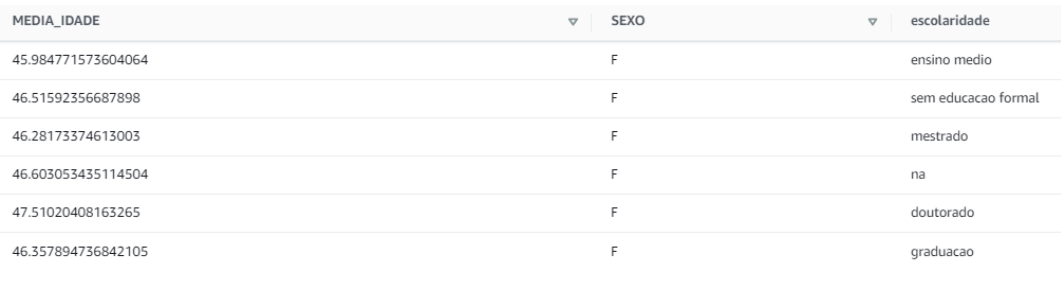 MEDIA_IDADE SEXO escolaridade
45.984771573604064 F ensino medio
46.51592356687898 F sem educacao formal
46.28173374613003 F mestrado
46.603053435114504 F na
47.51020408163265 F doutorado
46.357894736842105 F graduacao